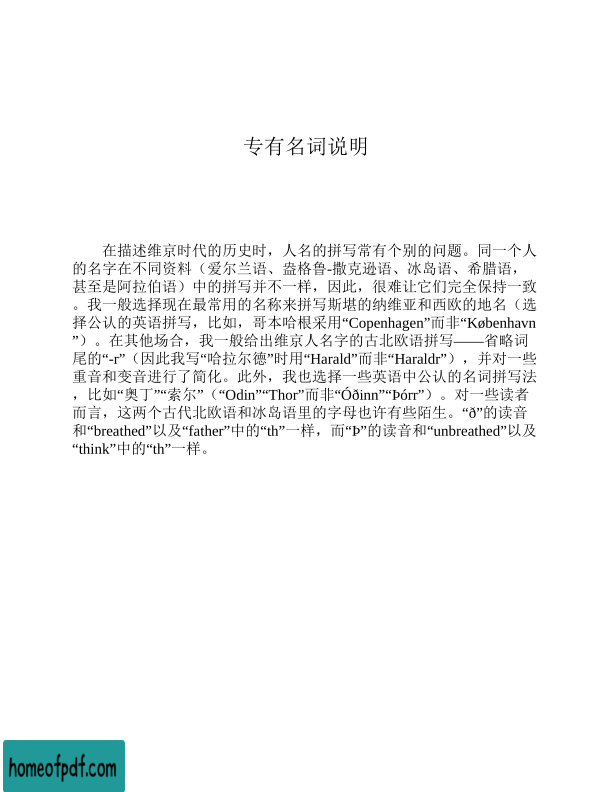 专有名词说明
在描述维京时代的历史时，人名的拼写常有个别的问题。同一个人
的名字在不同资料（爱尔兰语、盎格鲁-撒克逊语、冰岛语、希腊语，
甚至是阿拉伯语）中的拼写并不一样，因此，很难让它们完全保持一致
。我一般选择现在最常用的名称来拼写斯堪的纳维亚和西欧的地名（选
择公认的英语拼写，比如，哥本哈根采用“Copenhagen”而非“København
”）。在其他场合，我一般给出维京人名字的古北欧语拼写——省略词
尾的“-r”（因此我写“哈拉尔德”时用“Harald”而非“Haraldr”），并对一些
重音和变音进行了简化。此外，我也选择一些英语中公认的名词拼写法
，比如“奥丁”“索尔”（“Odin”“Thor”而非“Óðinn”“Þórr”）。对一些读者
而言，这两个古代北欧语和冰岛语里的字母也许有些陌生。“ð”的读音
和“breathed”以及“father”中的“th”一样，而“Þ”的读音和“unbreathed”以及
“think”中的“th”一样。
homeofpdf.com